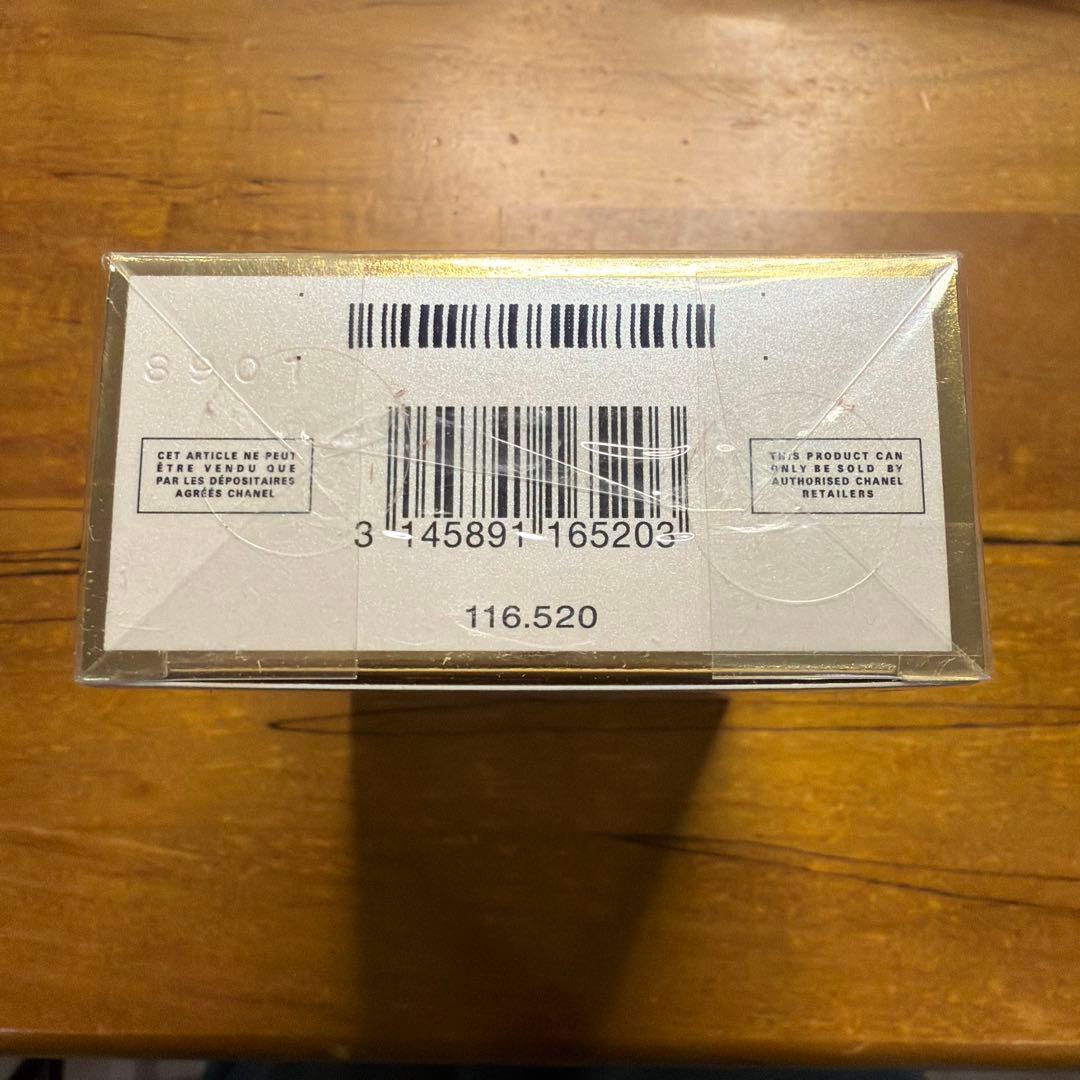 8901
CET ARTICLE NE PEUT
ÊTRE VENDU QUE
PAR LES DÉPOSITAIRES
AGRÉÉS CHANEL
THIS PRODUCT CAN
ONLY BE SOLD BY
AUTHORISED CHANEL
RETAILERS
3 145891 165203
116.520